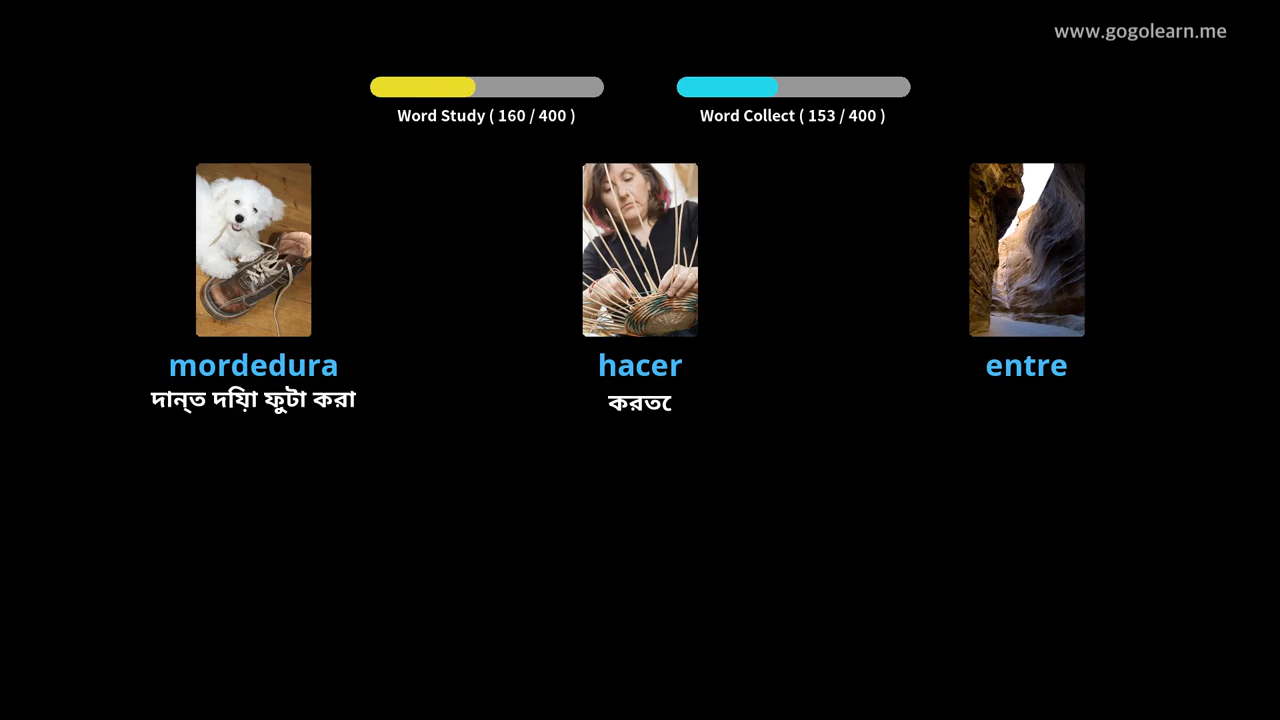 www.gogolearn.me
Word Study ( 160 / 400 )
Word Collect ( 153 / 400 )
mordedura
দান্ত দিয়া ফুটা করা
hacer
করতে
entre